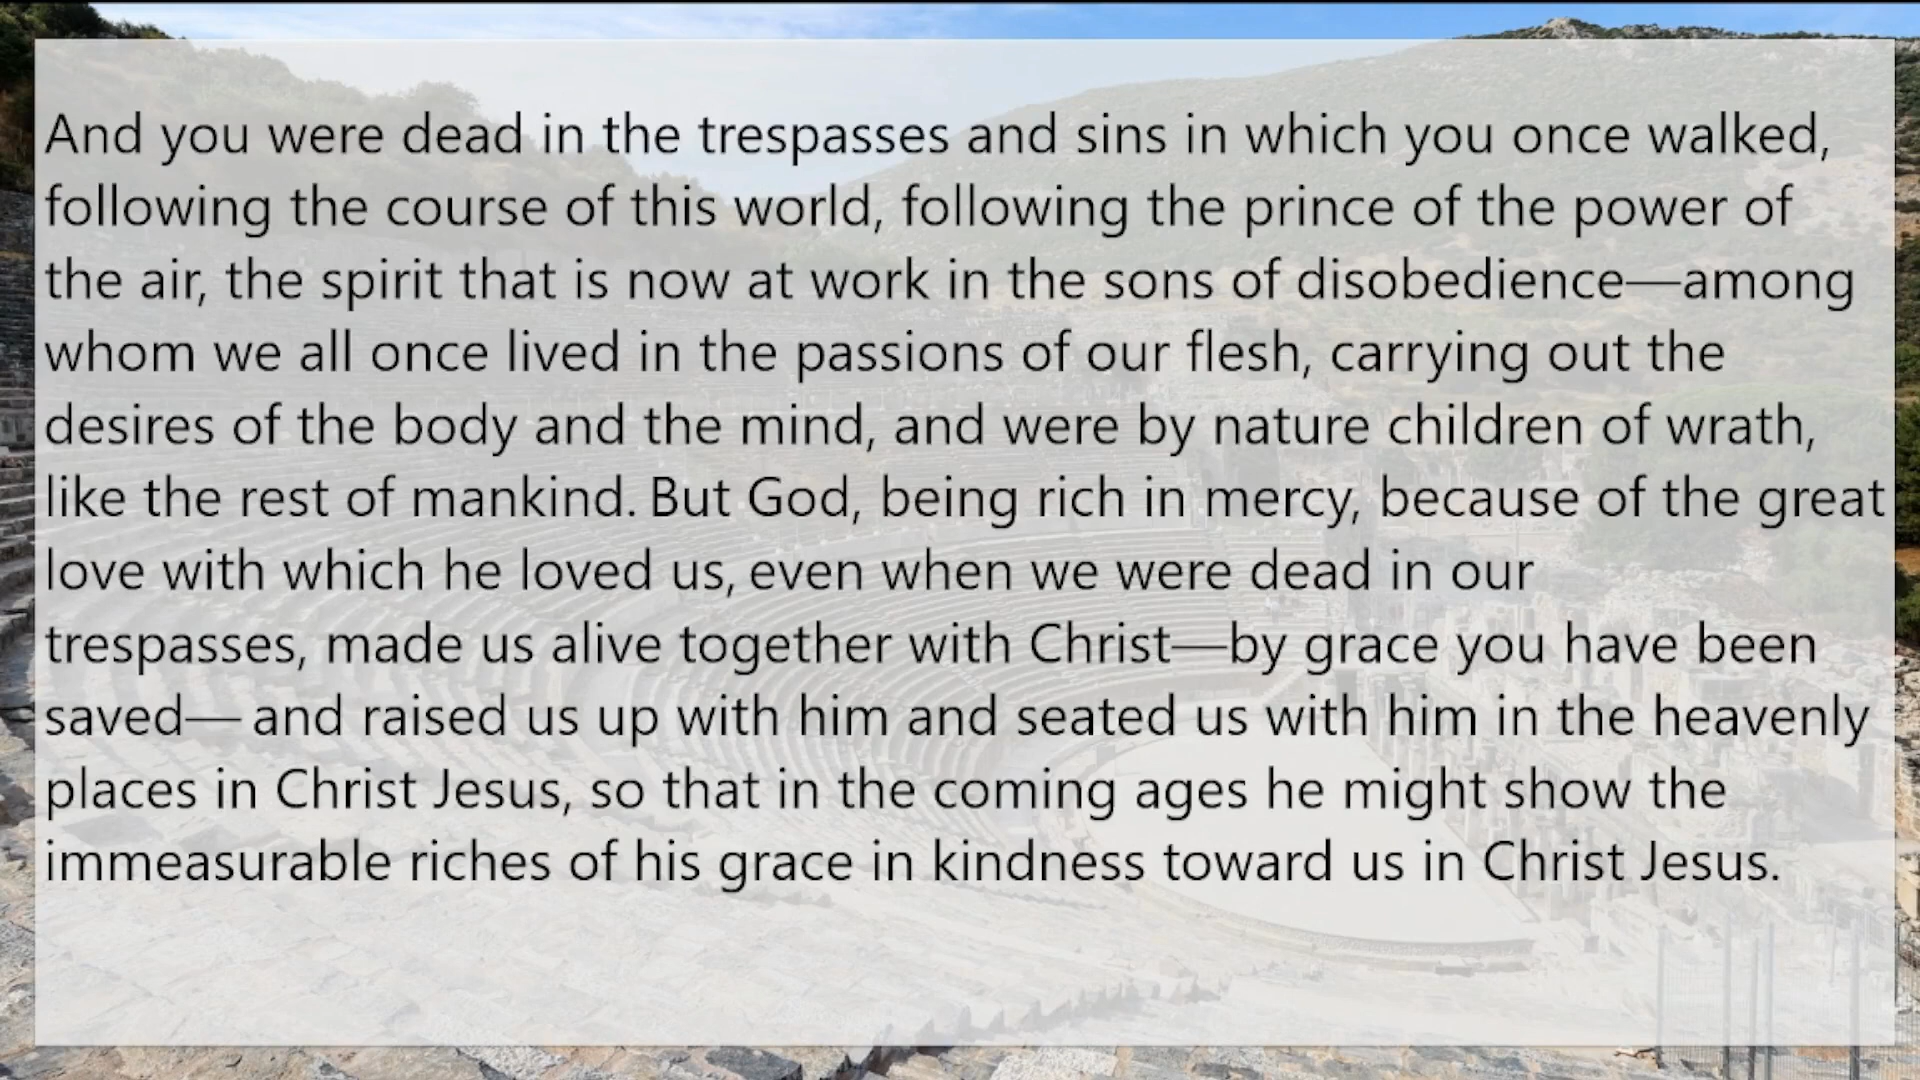 And you were dead in the trespasses and sins in which you once walked,
following the course of this world, following the prince of the power of
the air, the spirit that is now at work in the sons of disobedience—among
whom we all once lived in the passions of our flesh, carrying out the
desires of the body and the mind, and were by nature children of wrath,
like the rest of mankind. But God, being rich in mercy, because of the great
love with which he loved us, even when we were dead in our
trespasses, made us alive together with Christ—by grace you have been
saved— and raised us up with him and seated us with him in the heavenly
places in Christ Jesus, so that in the coming ages he might show the
immeasurable riches of his grace in kindness toward us in Christ Jesus.